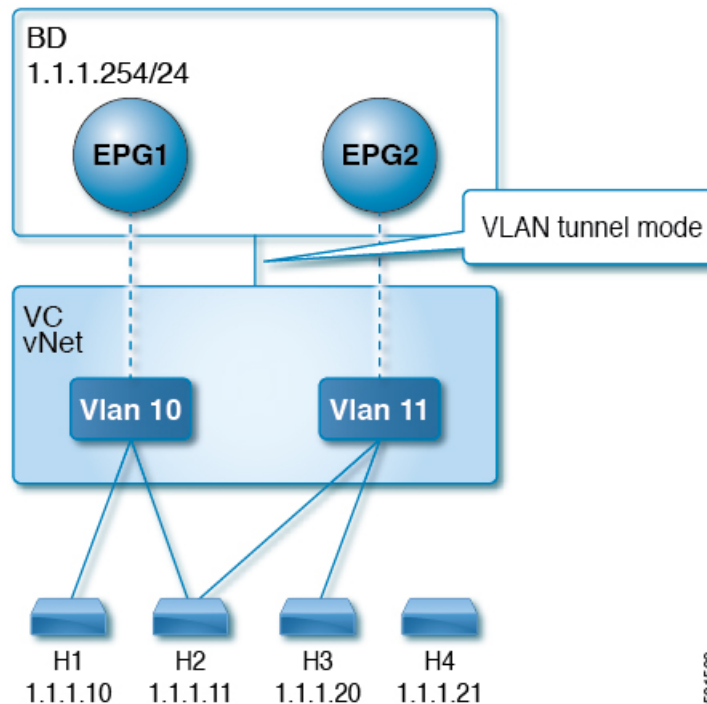 BD
1.1.1.254/24
EPG1
EPG2
VLAN tunnel mode
VC
vNet
Vlan 10
Vlan 11
H1
1.1.1.10
H2
1.1.1.11
H3
1.1.1.20
H4
1.1.1.21